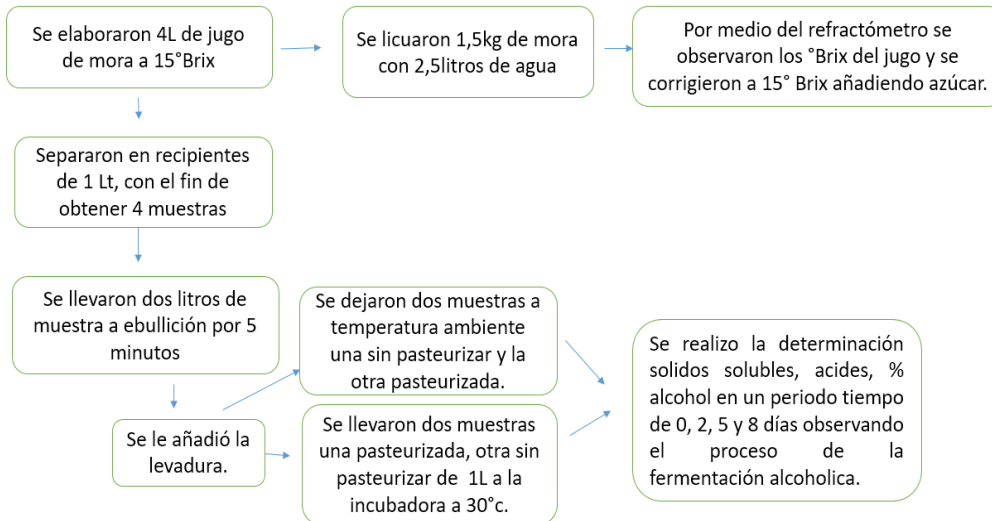 Se elaboraron 4L de jugo
de mora a 15°Brix
Se licuaron 1,5kg de mora
con 2,5litros de agua
Por medio del refractómetro se
observaron los °Brix del jugo y se
corrigieron a 15° Brix añadiendo azúcar.
Separaron en recipientes
de 1 Lt, con el fin de
obtener 4 muestras
Se llevaron dos litros de
muestra a ebullición por 5
minutos
Se dejaron dos muestras a
temperatura ambiente
una sin pasteurizar y la
otra pasteurizada.
Se le añadió la
levadura.
Se llevaron dos muestras
una pasteurizada, otra sin
pasteurizar de 1L a la
incubadora a 30°c.
Se realizo la determinación
solidos solubles, acides, %
alcohol en un periodo tiempo
de 0, 2, 5 y 8 días observando
el proceso de la
fermentación alcoholica.